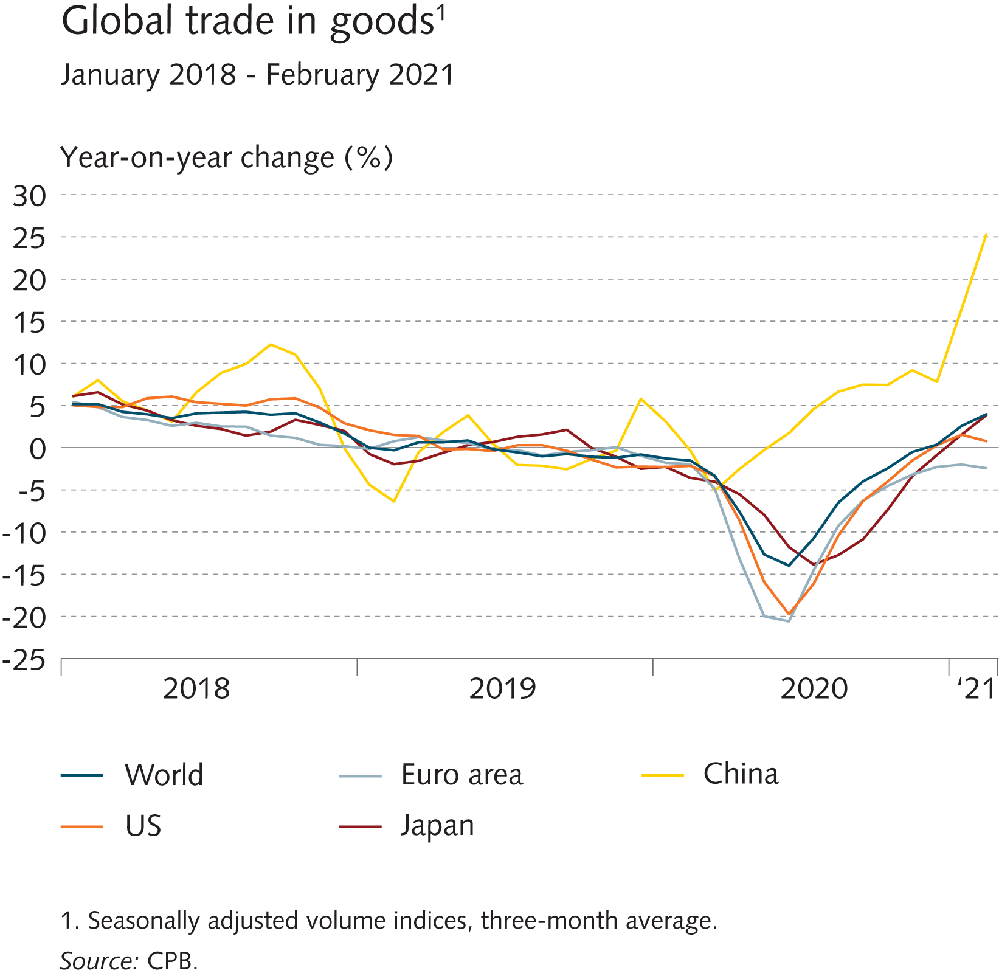 Global trade in goods¹
January 2018 - February 2021
Year-on-year change (%)
30
25
20
15
10
5
0
-5
-10
-15
-20
-25
2018 2019 2020 ‘21
World Euro area China
US Japan
1. Seasonally adjusted volume indices, three-month average.
Source: CPB.